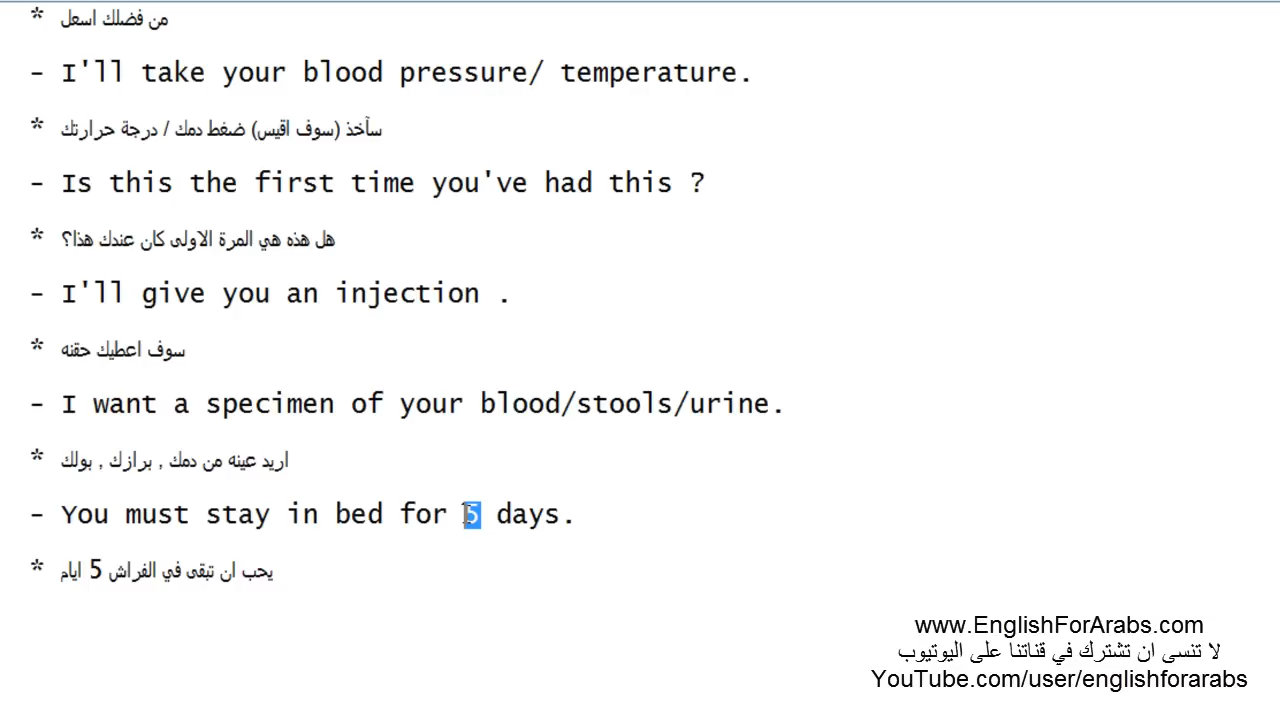 * من فضلك اسعل
- I'll take your blood pressure/ temperature.
* سآخذ (سوف اقيس) ضغط دمك / درجة حرارتك
- Is this the first time you've had this ?
* هل هذه هي المرة الاولى كان عندك هذا؟
- I'll give you an injection .
* سوف اعطيك حقنه
- I want a specimen of your blood/stools/urine.
* اريد عينه من دمك , برازك , بولك
- You must stay in bed for 5 days.
* يحب ان تبقى في الفراش 5 ايام
www.EnglishForArabs.com
لا تنسى ان تشترك في قناتنا على اليوتيوب
YouTube.com/user/englishforarabs